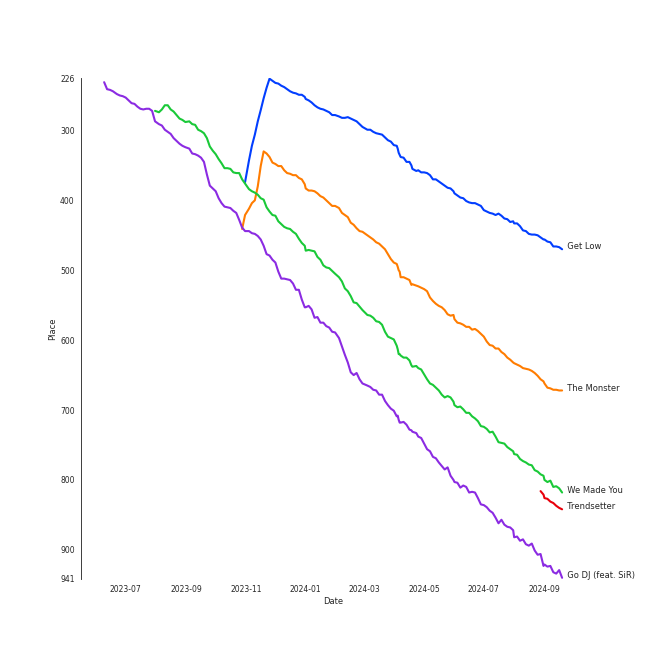 226
300
400
500
600
700
800
900
941
Place
2023-07
2023-09
2023-11
2024-01
2024-03
2024-05
2024-07
2024-09
Date
Get Low
The Monster
We Made You
Trendsetter
Go DJ (feat. SiR)